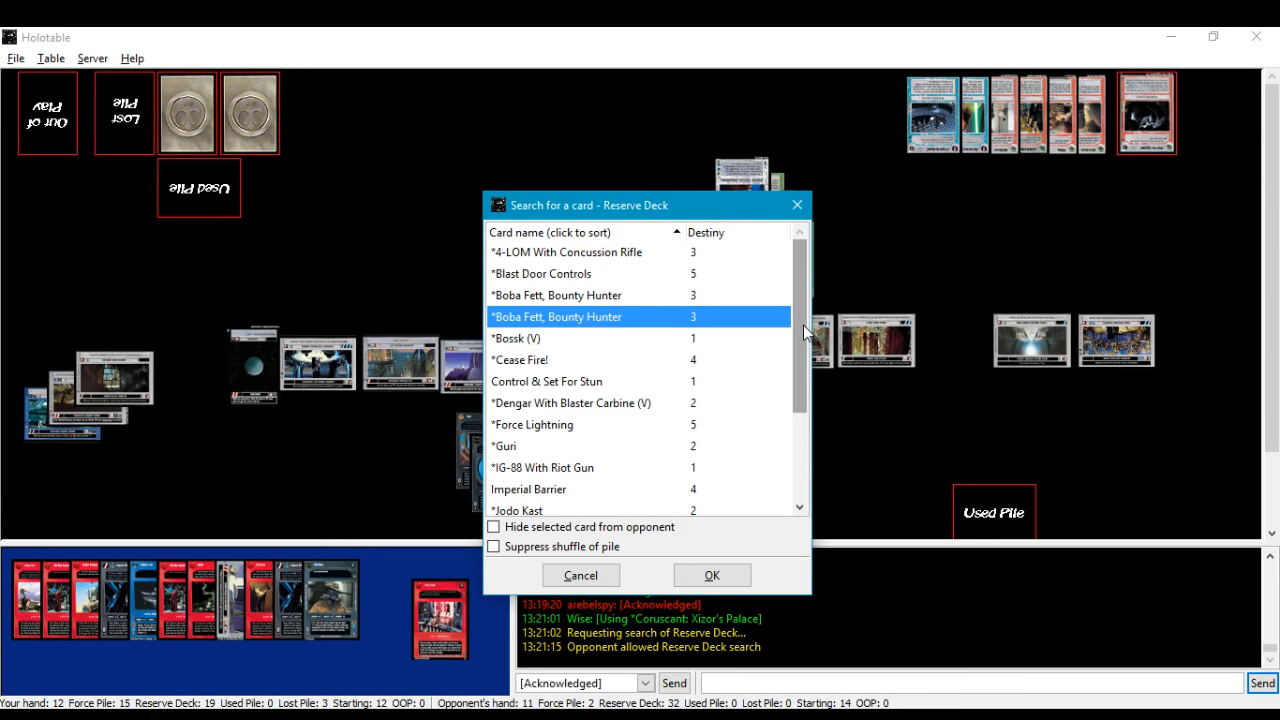 Holotable
File Table Server Help
Out of Play
Lost Pile
Used Pile
Search for a card - Reserve Deck
Card name (click to sort) Destiny
*4-LOM With Concussion Rifle 3
*Blast Door Controls 5
*Boba Fett, Bounty Hunter 3
*Boba Fett, Bounty Hunter 3
*Bossk (V) 1
*Cease Fire! 4
Control & Set For Stun 1
*Dengar With Blaster Carbine (V) 2
*Force Lightning 5
*Guri 2
*IG-88 With Riot Gun 1
Imperial Barrier 4
*Jodo Kast 2
Hide selected card from opponent
Suppress shuffle of pile
Cancel OK
Used Pile
13:19:20 arebelspy: [Acknowledged]
13:21:01 Wise: [Using *Coruscant: Xizor's Palace]
13:21:02 Requesting search of Reserve Deck...
13:21:15 Opponent allowed Reserve Deck search
[Acknowledged] Send Send
Your hand: 12 Force Pile: 15 Reserve Deck: 19 Used Pile: 0 Lost Pile: 3 Starting: 12 OOP: 0 Opponent's hand: 11 Force Pile: 2 Reserve Deck: 32 Used Pile: 0 Lost Pile: 0 Starting: 14 OOP: 0